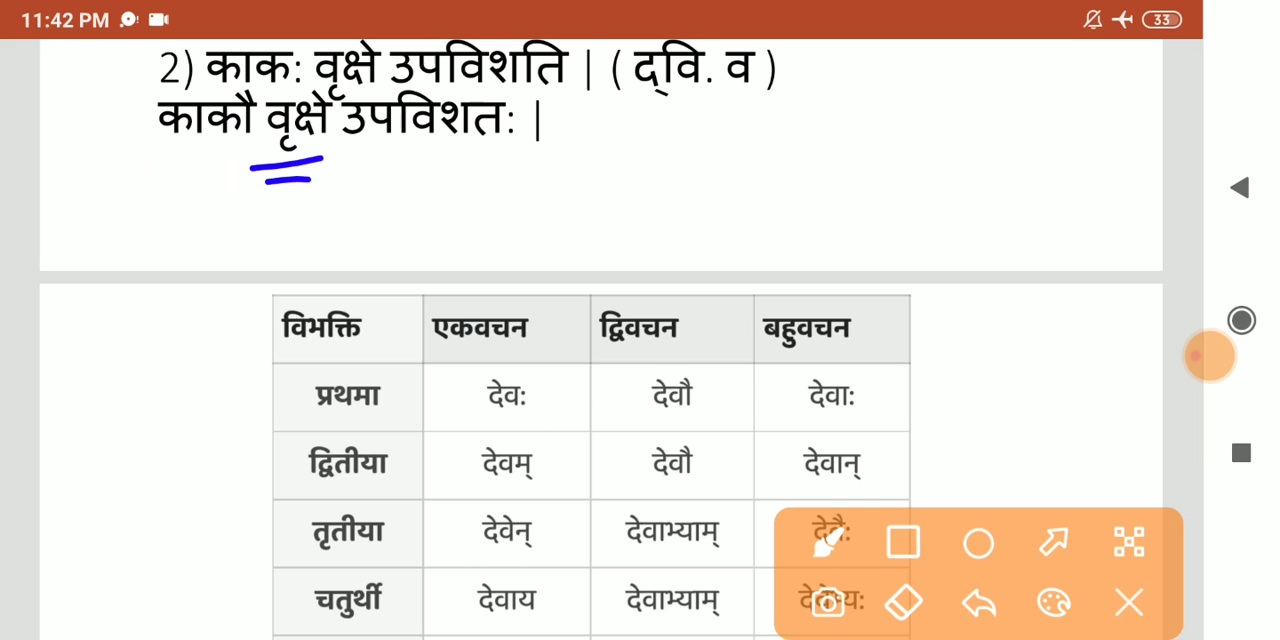 11:42 PM
33
2) काक: वृक्षे उपविशति | ( द्वि. व )
काकौ वृक्षे उपविशत: |
विभक्ति एकवचन द्विवचन बहुवचन
प्रथमा देव: देवौ देवा:
द्वितीया देवम् देवौ देवान्
तृतीया देवेन् देवाभ्याम्
चतुर्थी देवाय देवाभ्याम्